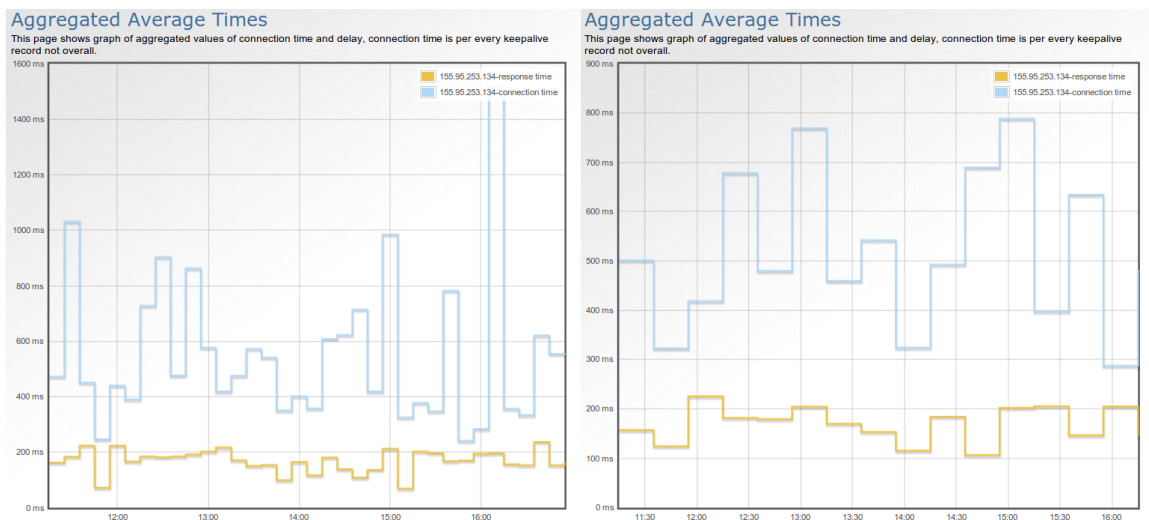 Aggregated Average Times
This page shows graph of aggregated values of connection time and delay, connection time is per every keepalive
record not overall.
1600 ms
1400 ms
1200 ms
1000 ms
800 ms
600 ms
400 ms
200 ms
0 ms
12:00
13:00
14:00
15:00
16:00
155.95.253.134-response time
155.95.253.134-connection time
Aggregated Average Times
This page shows graph of aggregated values of connection time and delay, connection time is per every keepalive
record not overall.
900 ms
800 ms
700 ms
600 ms
500 ms
400 ms
300 ms
200 ms
100 ms
0 ms
11:30
12:00
12:30
13:00
13:30
14:00
14:30
15:00
15:30
16:00
155.95.253.134-response time
155.95.253.134-connection time